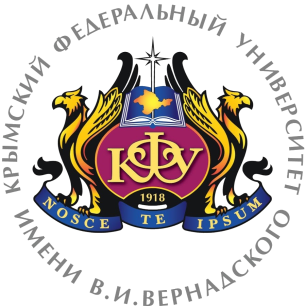 КРЫМСКИЙ ФЕДЕРАЛЬНЫЙ УНИВЕРСИТЕТ
ИМЕНИ В.И.ВЕРНАДСКОГО
КФУ
1918
NOSCE TE IPSUM